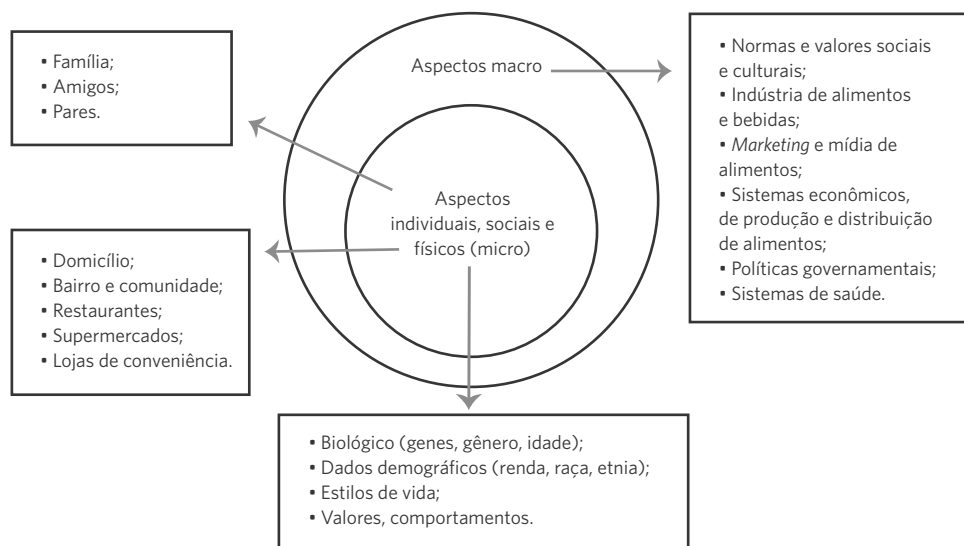 • Família;
• Amigos;
• Pares.
Aspectos macro
• Normas e valores sociais
e culturais;
• Indústria de alimentos
e bebidas;
• Marketing e mídia de
alimentos;
• Sistemas econômicos,
de produção e distribuição
de alimentos;
• Políticas governamentais;
• Sistemas de saúde.
Aspectos
individuais, sociais e
físicos (micro)
• Domicílio;
• Bairro e comunidade;
• Restaurantes;
• Supermercados;
• Lojas de conveniência.
• Biológico (genes, gênero, idade);
• Dados demográficos (renda, raça, etnia);
• Estilos de vida;
• Valores, comportamentos.